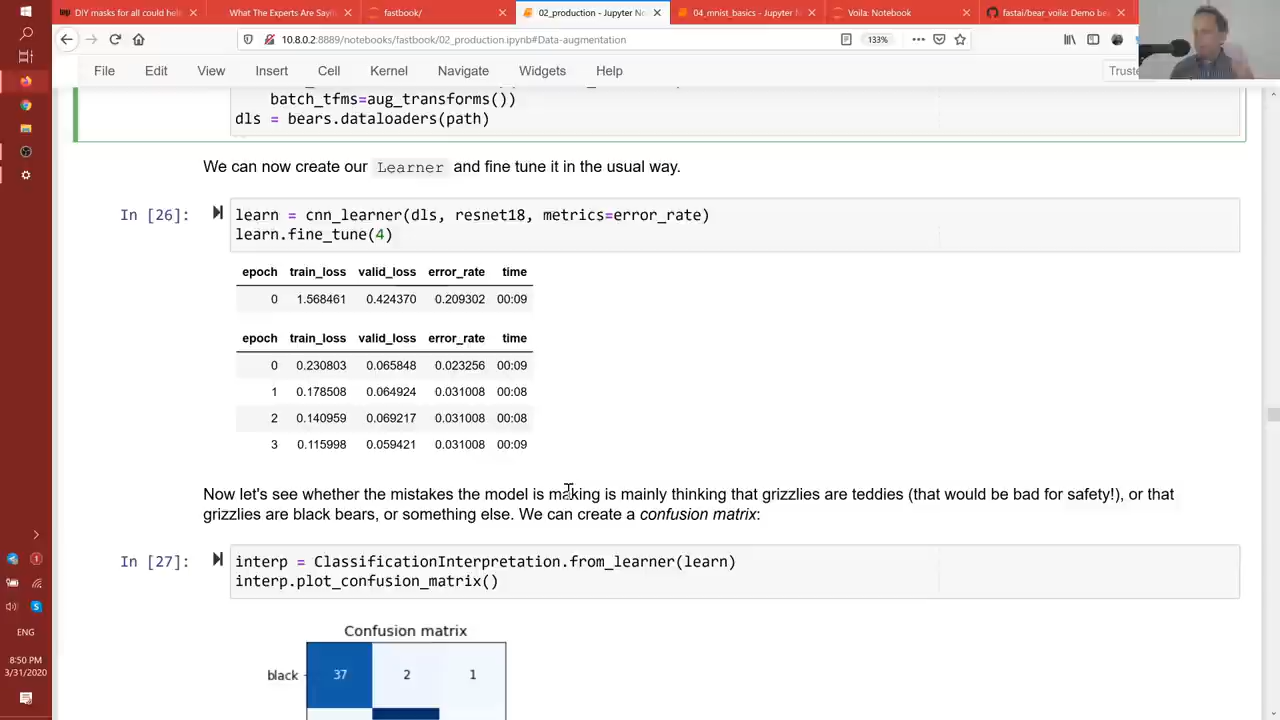 DIY masks for all could help
What The Experts Are Sayin
fastbook/
02_production - Jupyter Not
04_mnist_basics - Jupyter N
Voila: Notebook
fastai/bear_voila: Demo be
10.8.0.2:8889/notebooks/fastbook/02_production.ipynb#Data-augmentation
133%
File Edit View Insert Cell Kernel Navigate Widgets Help
batch_tfms=aug_transforms())
dls = bears.dataloaders(path)
We can now create our Learner and fine tune it in the usual way.
In [26]:
learn = cnn_learner(dls, resnet18, metrics=error_rate)
learn.fine_tune(4)
epoch train_loss valid_loss error_rate time
0 1.568461 0.424370 0.209302 00:09
epoch train_loss valid_loss error_rate time
0 0.230803 0.065848 0.023256 00:09
1 0.178508 0.064924 0.031008 00:08
2 0.140959 0.069217 0.031008 00:08
3 0.115998 0.059421 0.031008 00:09
Now let's see whether the mistakes the model is making is mainly thinking that grizzlies are teddies (that would be bad for safety!), or that
grizzlies are black bears, or something else. We can create a confusion matrix:
In [27]:
interp = ClassificationInterpretation.from_learner(learn)
interp.plot_confusion_matrix()
Confusion matrix
black 37 2 1
ENG
8:50 PM
3/31/2020